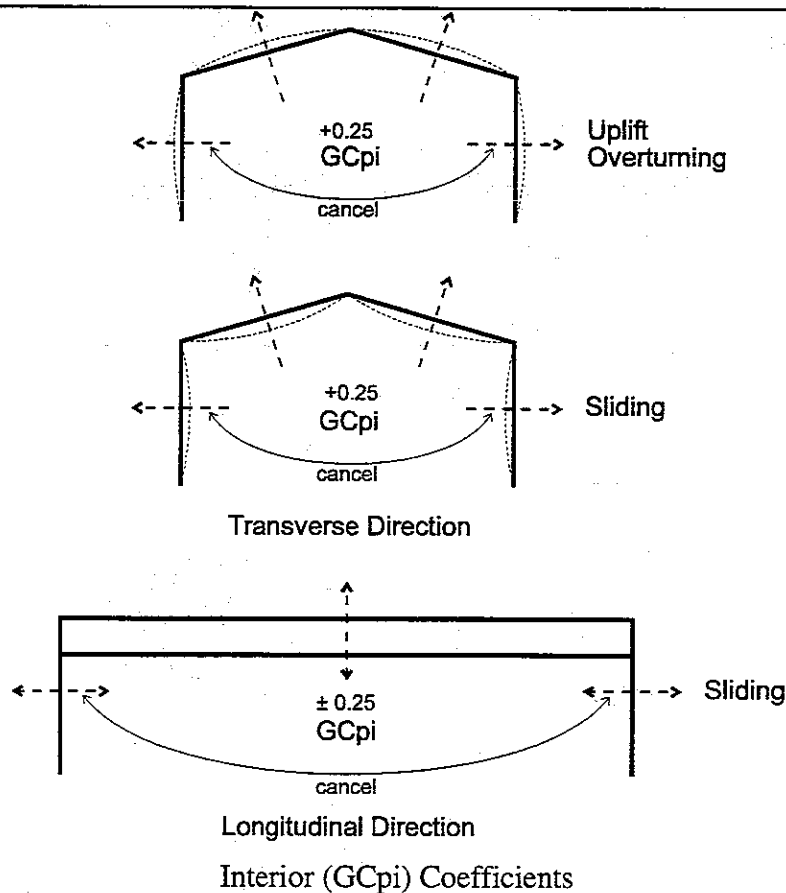 +0.25
GCpi
cancel
Uplift
Overturning
+0.25
GCpi
cancel
Sliding
Transverse Direction
± 0.25
GCpi
cancel
Sliding
Longitudinal Direction
Interior (GCpi) Coefficients